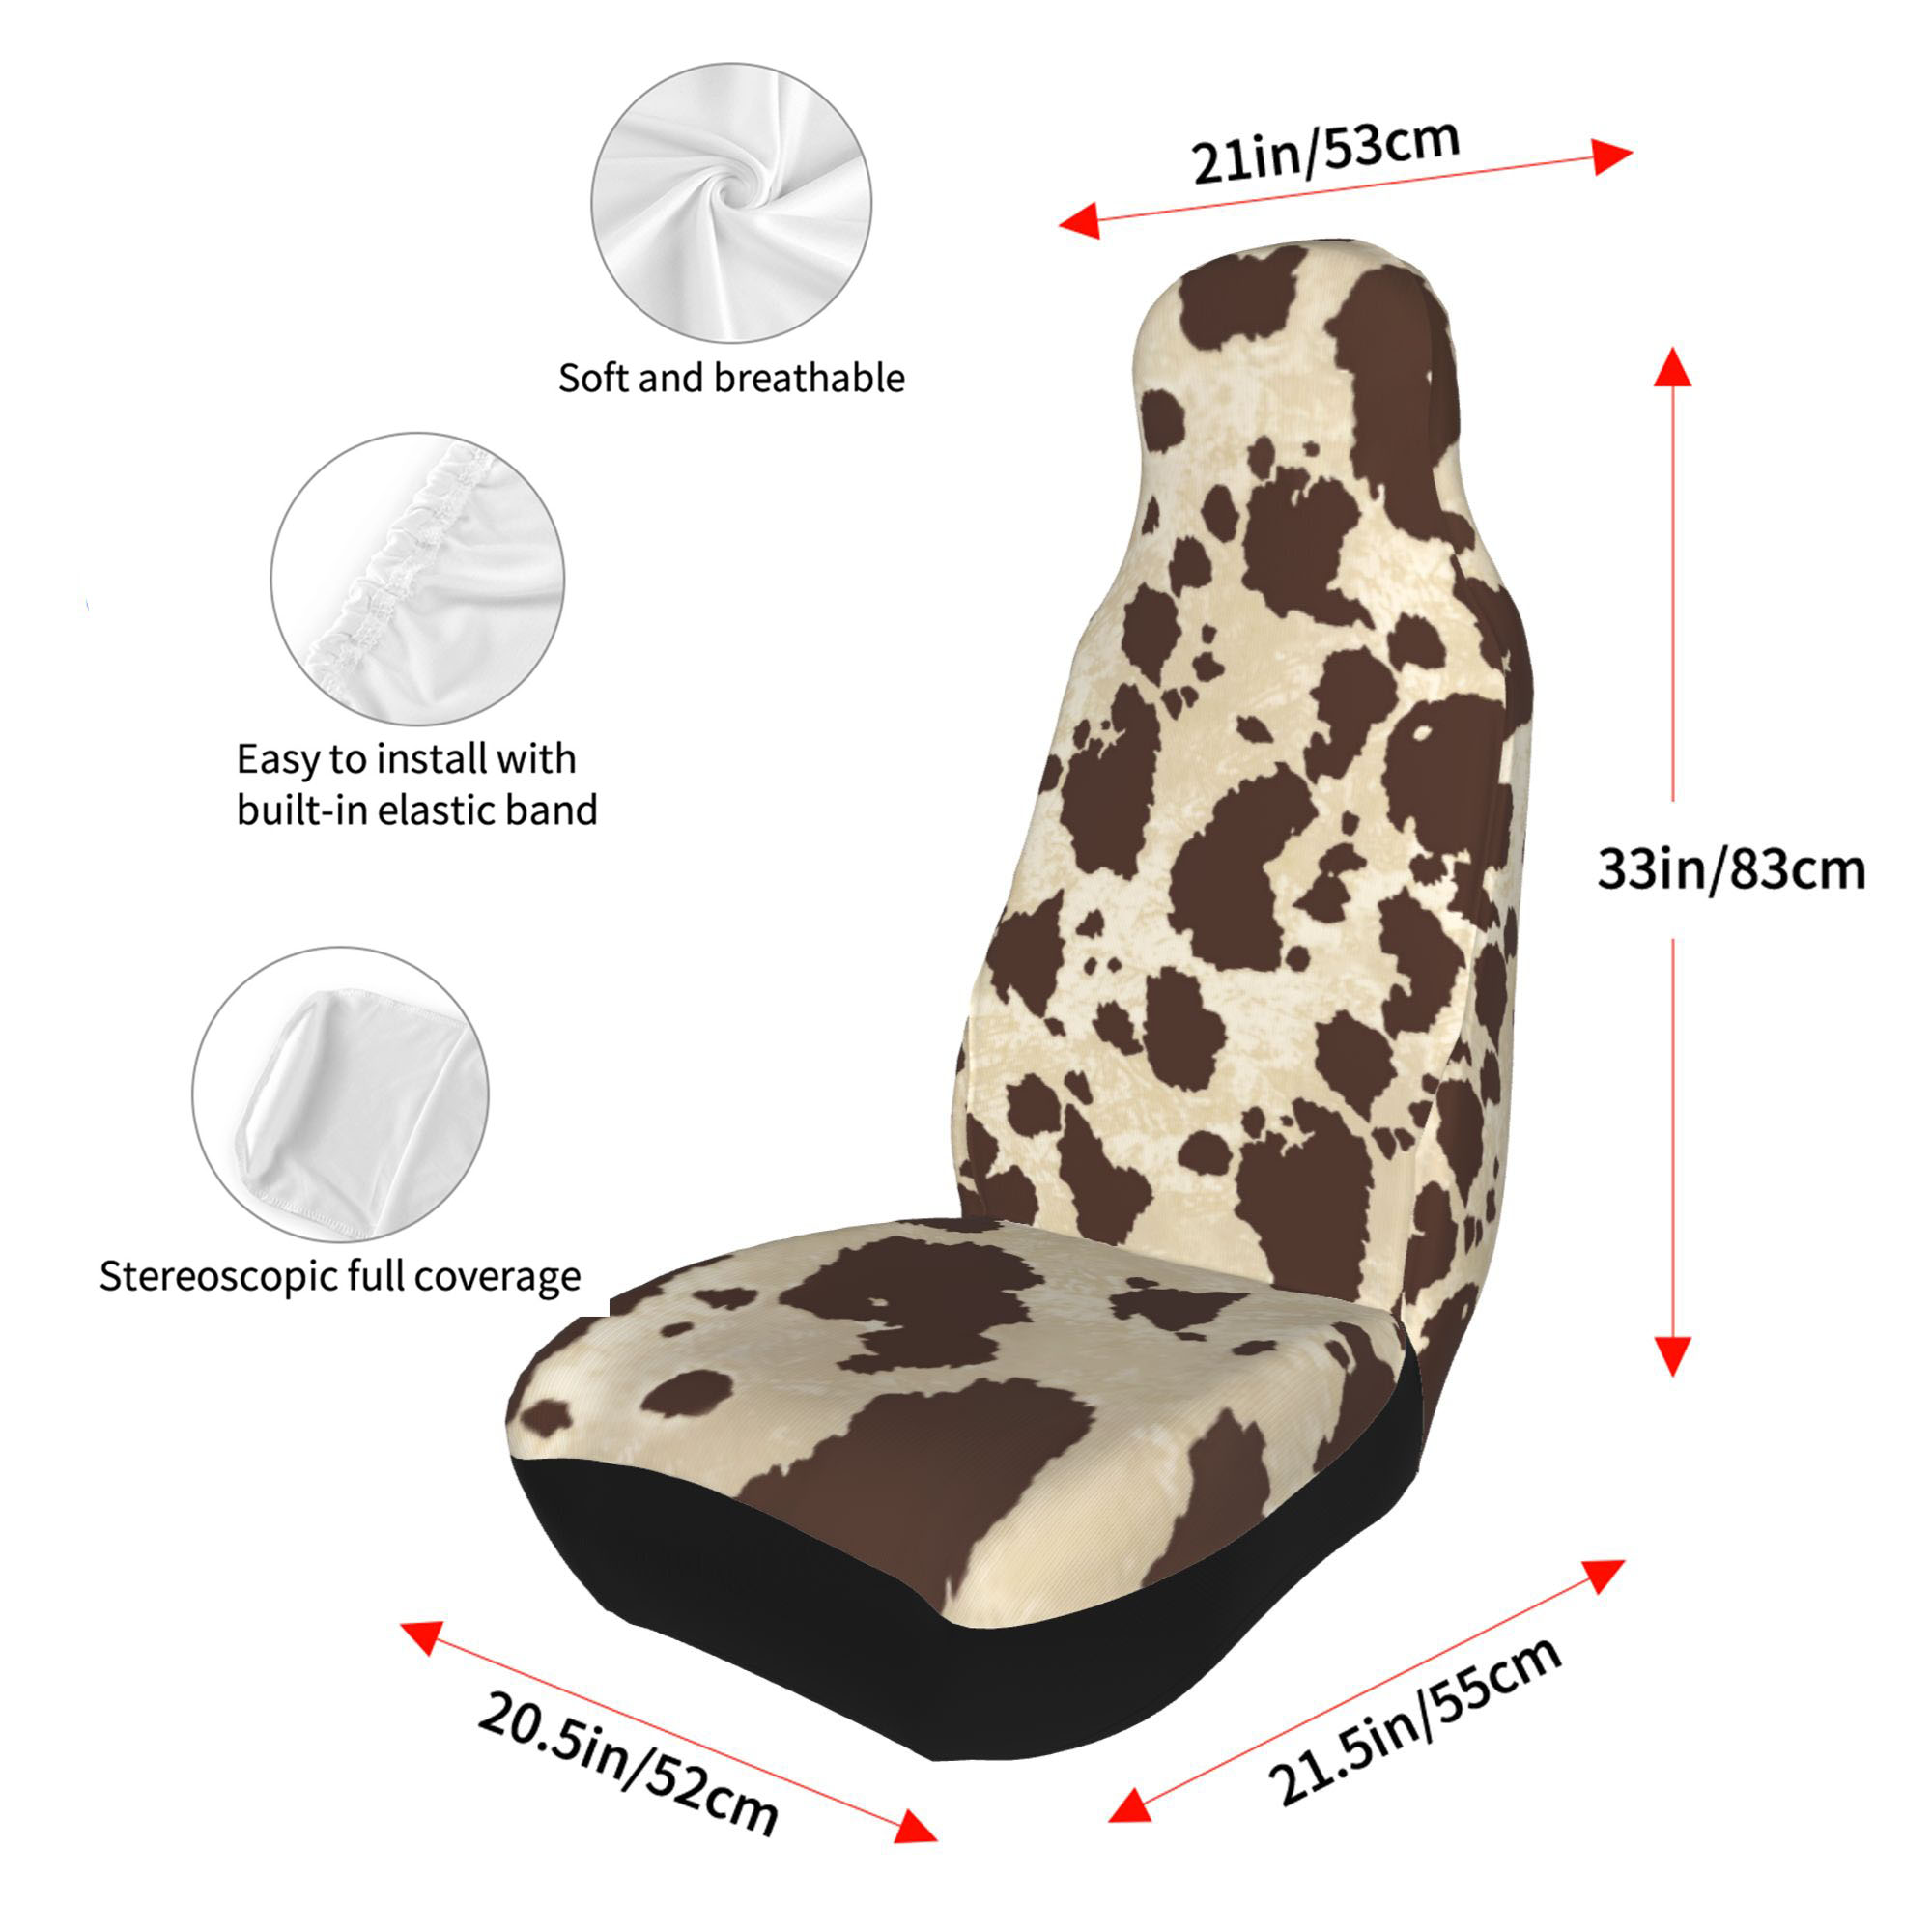 21in/53cm
Soft and breathable
Easy to install with
built-in elastic band
33in/83cm
Stereoscopic full coverage
20.5in/52cm
21.5in/55cm